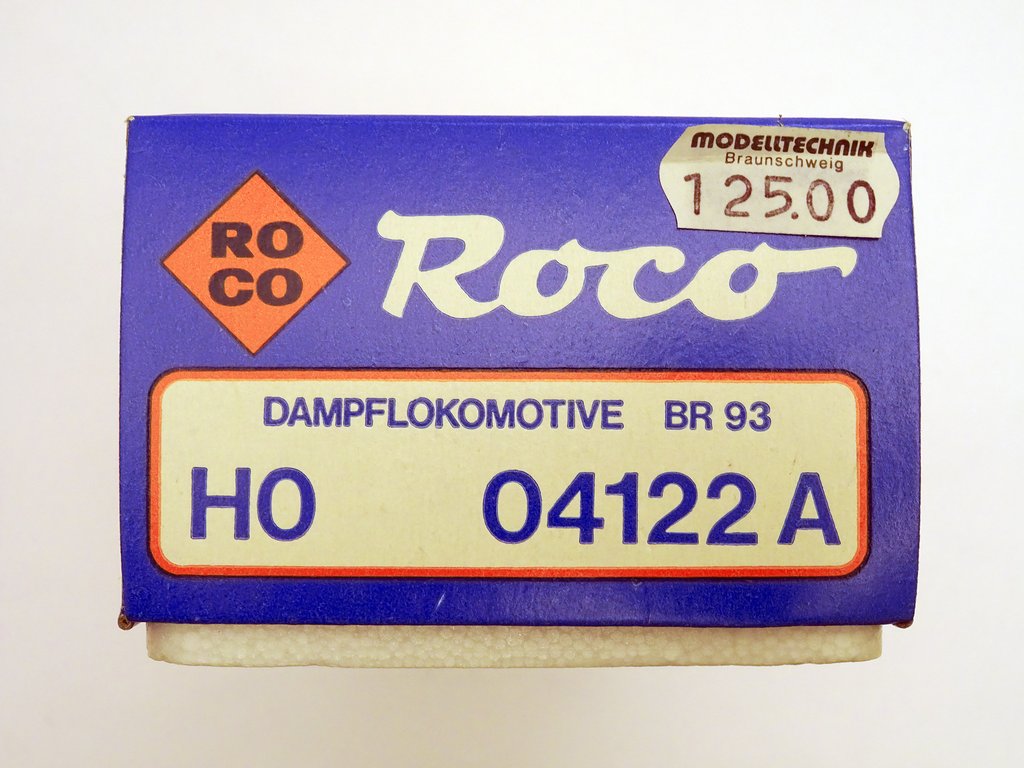 MODELLTECHNIK
Braunschweig
125.00
RO
CO
Roco
DAMPFLOKOMOTIVE BR 93
HO 04122 A